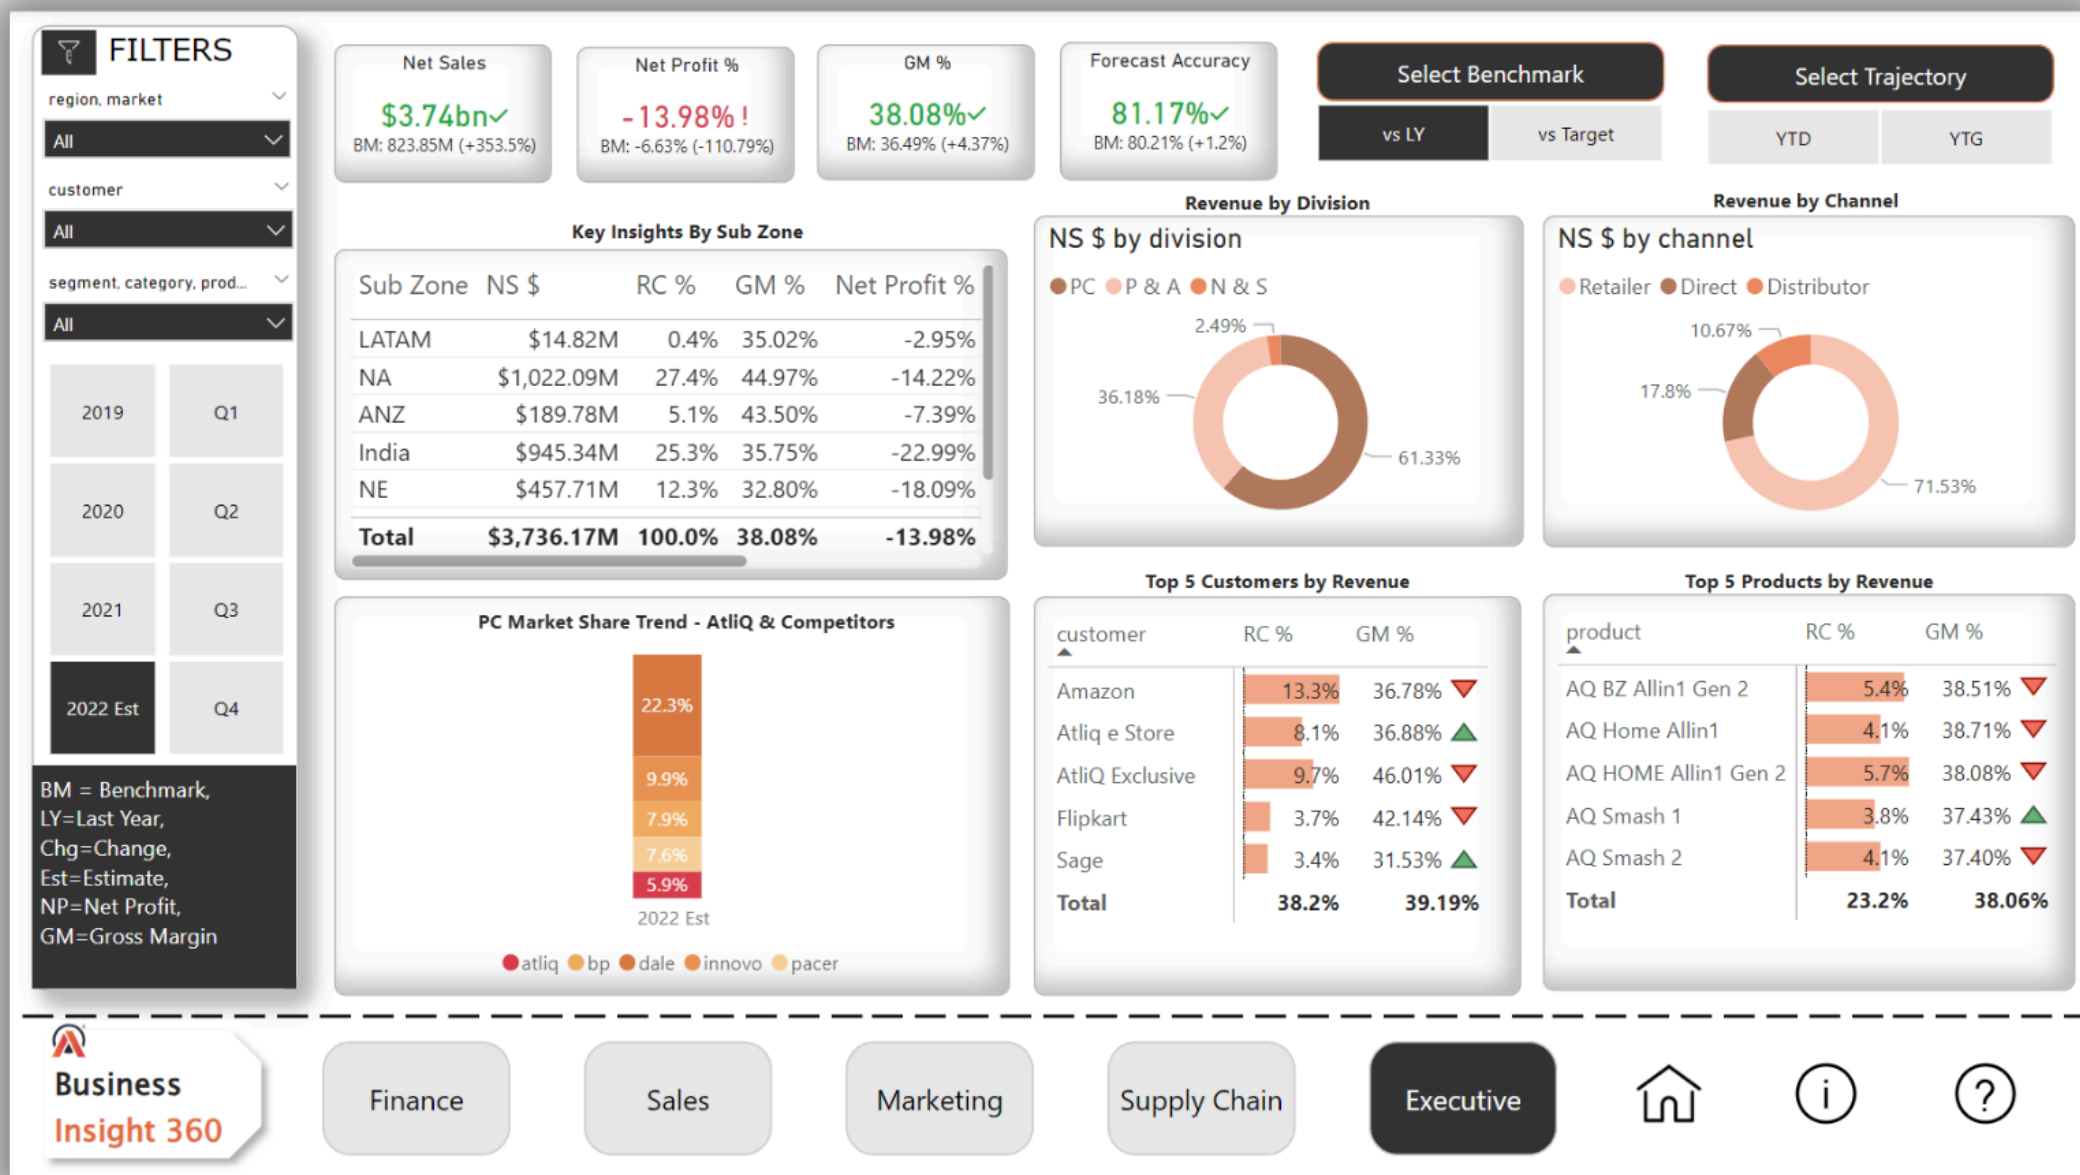 FILTERS
region, market
All
customer
All
segment, category, prod...
All
2019 Q1
2020 Q2
2021 Q3
2022 Est Q4
BM = Benchmark,
LY=Last Year,
Chg=Change,
Est=Estimate,
NP=Net Profit,
GM=Gross Margin
Net Sales
$3.74bn✓
BM: 823.85M (+353.5%)
Net Profit %
-13.98% !
BM: -6.63% (-110.79%)
GM %
38.08%✓
BM: 36.49% (+4.37%)
Forecast Accuracy
81.17%✓
BM: 80.21% (+1.2%)
Select Benchmark
vs LY vs Target
Select Trajectory
YTD YTG
Key Insights By Sub Zone
Sub Zone NS $ RC % GM % Net Profit %
LATAM $14.82M 0.4% 35.02% -2.95%
NA $1,022.09M 27.4% 44.97% -14.22%
ANZ $189.78M 5.1% 43.50% -7.39%
India $945.34M 25.3% 35.75% -22.99%
NE $457.71M 12.3% 32.80% -18.09%
Total $3,736.17M 100.0% 38.08% -13.98%
Revenue by Division
NS $ by division
PC P & A N & S
2.49%
36.18%
61.33%
Revenue by Channel
NS $ by channel
Retailer Direct Distributor
10.67%
17.8%
71.53%
PC Market Share Trend - AtliQ & Competitors
22.3%
9.9%
7.9%
7.6%
5.9%
2022 Est
atliq bp dale innovo pacer
Top 5 Customers by Revenue
customer RC % GM %
Amazon 13.3% 36.78%
Atliq e Store 8.1% 36.88%
AtliQ Exclusive 9.7% 46.01%
Flipkart 3.7% 42.14%
Sage 3.4% 31.53%
Total 38.2% 39.19%
Top 5 Products by Revenue
product RC % GM %
AQ BZ Allin1 Gen 2 5.4% 38.51%
AQ Home Allin1 4.1% 38.71%
AQ HOME Allin1 Gen 2 5.7% 38.08%
AQ Smash 1 3.8% 37.43%
AQ Smash 2 4.1% 37.40%
Total 23.2% 38.06%
Business
Insight 360
Finance Sales Marketing Supply Chain Executive
i ?